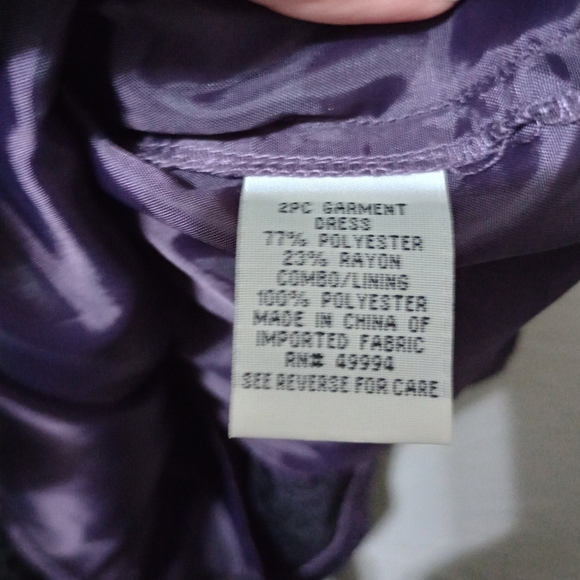 2PC GARMENT
DRESS
77% POLYESTER
23% RAYON
COMBO/LINING
100% POLYESTER
MADE IN CHINA OF
IMPORTED FABRIC
RN# 49994
SEE REVERSE FOR CARE